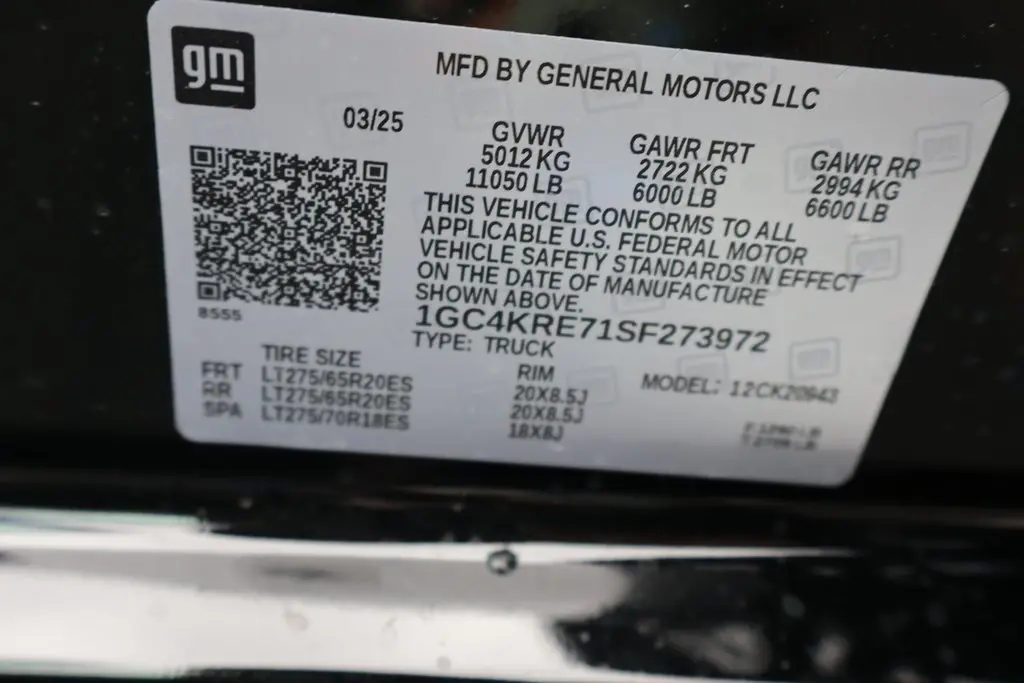 gm
MFD BY GENERAL MOTORS LLC
03/25
GVWR GAWR FRT GAWR RR
5012 KG 2722 KG 2994 KG
11050 LB 6000 LB 6600 LB
THIS VEHICLE CONFORMS TO ALL
APPLICABLE U.S. FEDERAL MOTOR
VEHICLE SAFETY STANDARDS IN EFFECT
ON THE DATE OF MANUFACTURE
SHOWN ABOVE.
8555
1GC4KRE71SF273972
TYPE: TRUCK
TIRE SIZE RIM MODEL: 12CK20943
FRT LT275/65R20ES 20X8.5J
RR LT275/65R20ES 20X8.5J
SPA LT275/70R18ES 18X8J